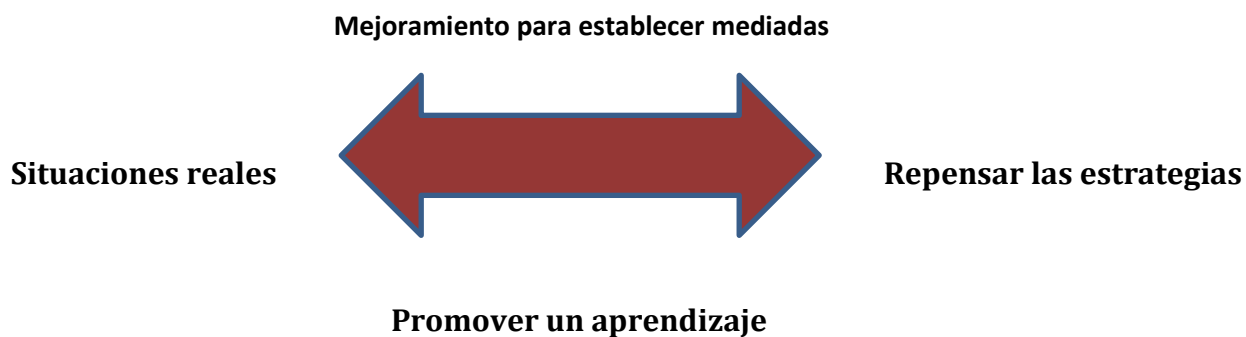 Mejoramiento para establecer mediadas
Situaciones reales
Repensar las estrategias
Promover un aprendizaje